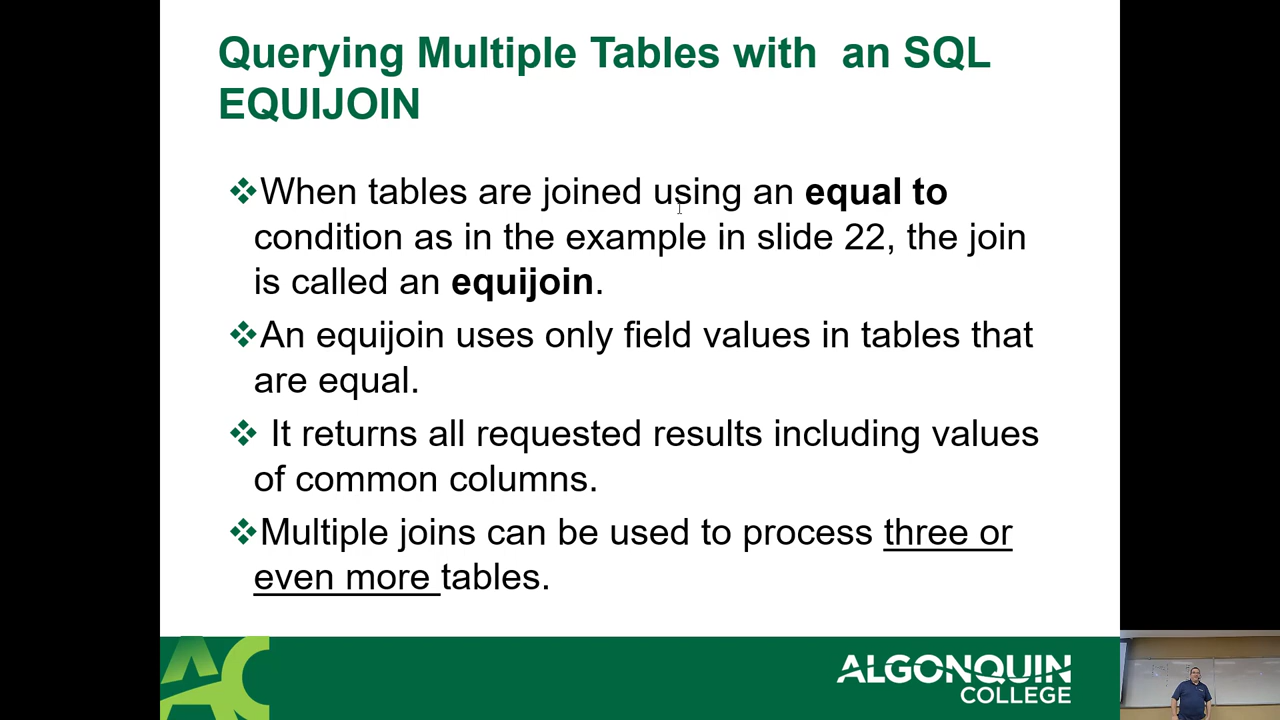 Querying Multiple Tables with  an SQL
EQUIJOIN
❖When tables are joined using an equal to
condition as in the example in slide 22, the join
is called an equijoin.
❖An equijoin uses only field values in tables that
are equal.
❖ It returns all requested results including values
of common columns.
❖Multiple joins can be used to process three or
even more tables.
AC
ALGONQUIN
COLLEGE